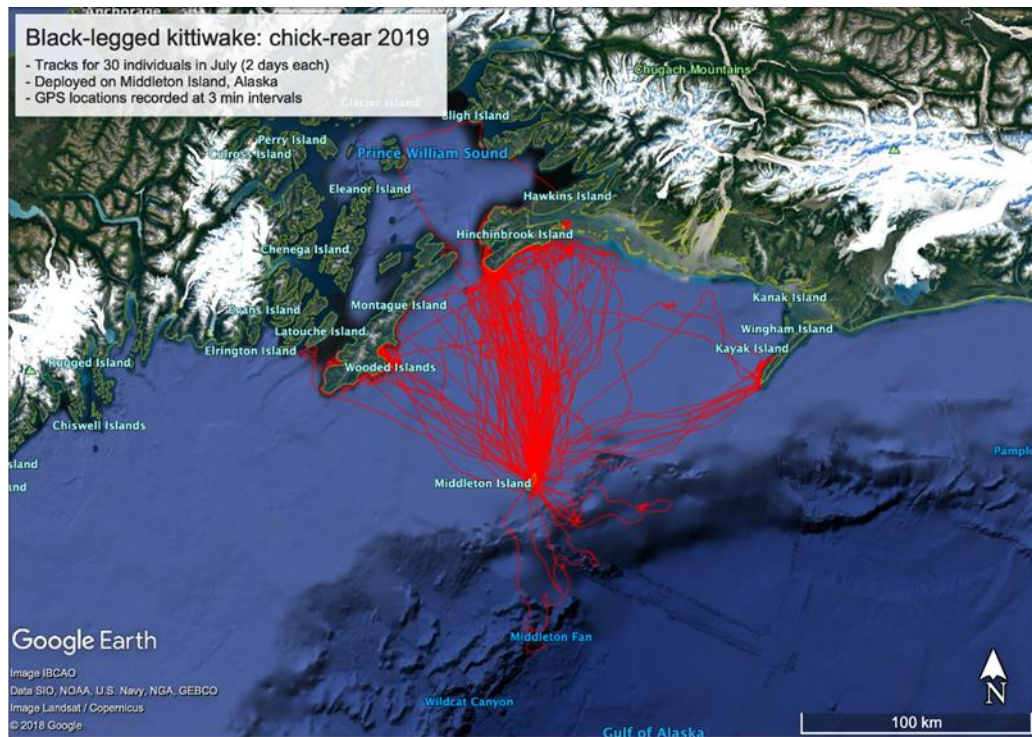 Anchorage
Black-legged kittiwake: chick-rear 2019
- Tracks for 30 individuals in July (2 days each)
- Deployed on Middleton Island, Alaska
- GPS locations recorded at 3 min intervals
Chugach Mountains
Glacier Island
Bligh Island
Perry Island
Culross Island
Prince William Sound
Eleanor Island
Hawkins Island
Hinchinbrook Island
Chenega Island
Montague Island
Kanak Island
Evans Island
Latouche Island
Wingham Island
Elrington Island
Kayak Island
Rugged Island
Wooded Islands
Chiswell Islands
Island
and
Pamplo
Middleton Island
Middleton Fan
Google Earth
Image IBCAO
Data SIO, NOAA, U.S. Navy, NGA, GEBCO
Image Landsat / Copernicus
© 2018 Google
Wildcat Canyon
Gulf of Alaska
N
100 km